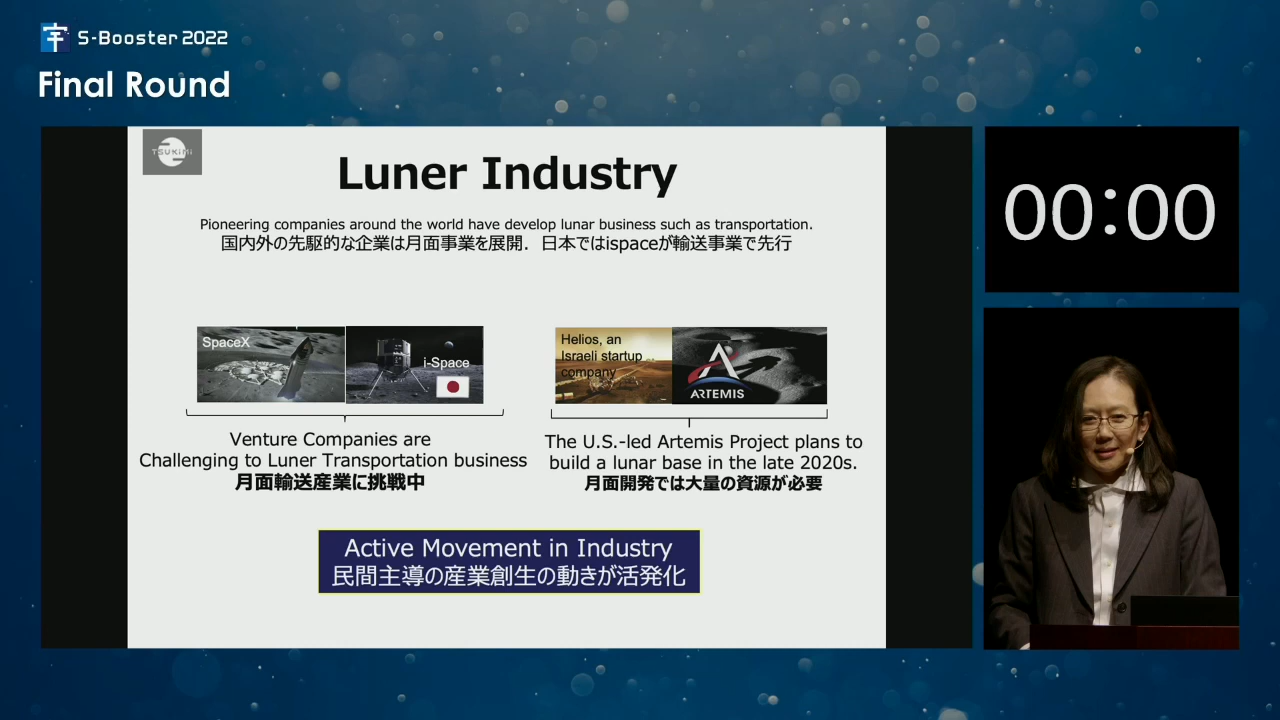 S-Booster 2022
Final Round
TSUKIMI
Luner Industry
Pioneering companies around the world have develop lunar business such as transportation.
国内外の先駆的な企業は月面事業を展開．日本ではispaceが輸送事業で先行
SpaceX
i-Space
Helios, an
Israeli startup
company
ARTEMIS
Venture Companies are
Challenging to Luner Transportation business
月面輸送産業に挑戦中
The U.S.-led Artemis Project plans to
build a lunar base in the late 2020s.
月面開発では大量の資源が必要
Active Movement in Industry
民間主導の産業創生の動きが活発化
00:00